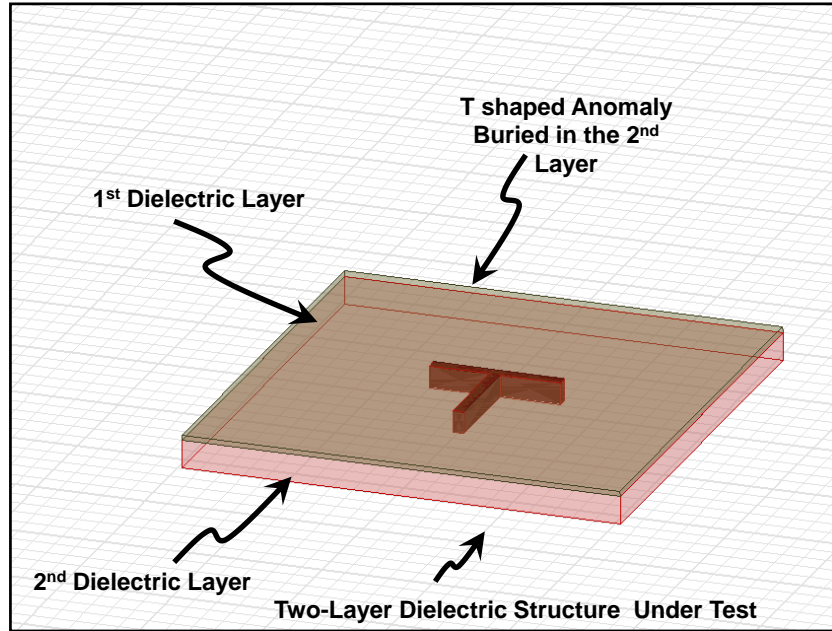 T shaped Anomaly
Buried in the 2nd
Layer
1st Dielectric Layer
2nd Dielectric Layer
Two-Layer Dielectric Structure Under Test